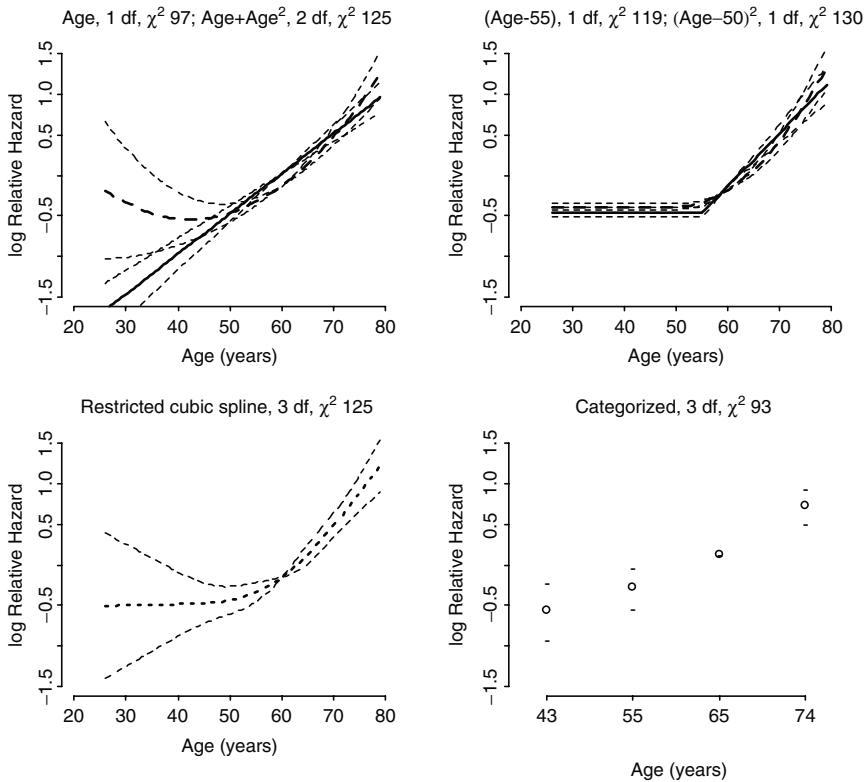 Age, 1 df, χ² 97; Age+Age², 2 df, χ² 125
log Relative Hazard
1.5
1.0
0.5
−0.5
−1.5
20 30 40 50 60 70 80
Age (years)
(Age-55), 1 df, χ² 119; (Age−50)², 1 df, χ² 130
log Relative Hazard
1.5
1.0
0.5
−0.5
−1.5
20 30 40 50 60 70 80
Age (years)
Restricted cubic spline, 3 df, χ² 125
log Relative Hazard
1.5
1.0
0.5
−0.5
−1.5
20 30 40 50 60 70 80
Age (years)
Categorized, 3 df, χ² 93
log Relative Hazard
1.5
1.0
0.5
−0.5
−1.5
43 55 65 74
Age (years)